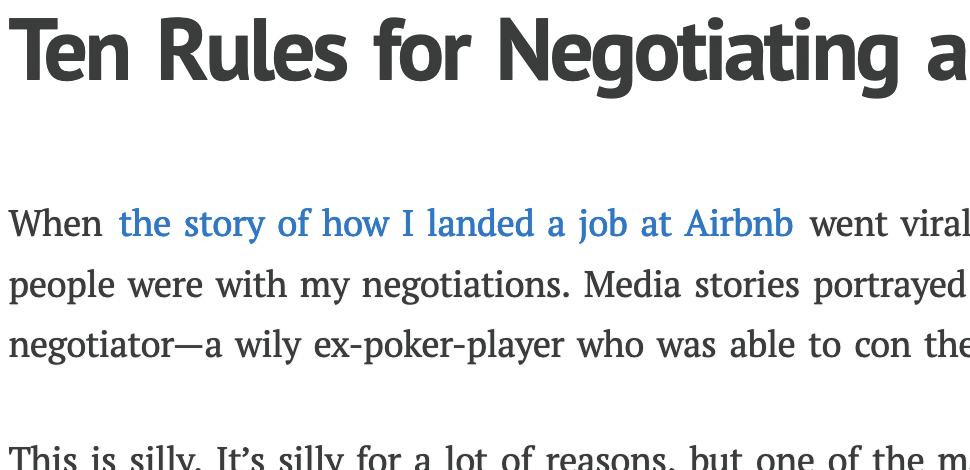 Ten Rules for Negotiating a
When the story of how I landed a job at Airbnb went viral
people were with my negotiations. Media stories portrayed
negotiator—a wily ex-poker-player who was able to con the
This is silly. It’s silly for a lot of reasons, but one of the m